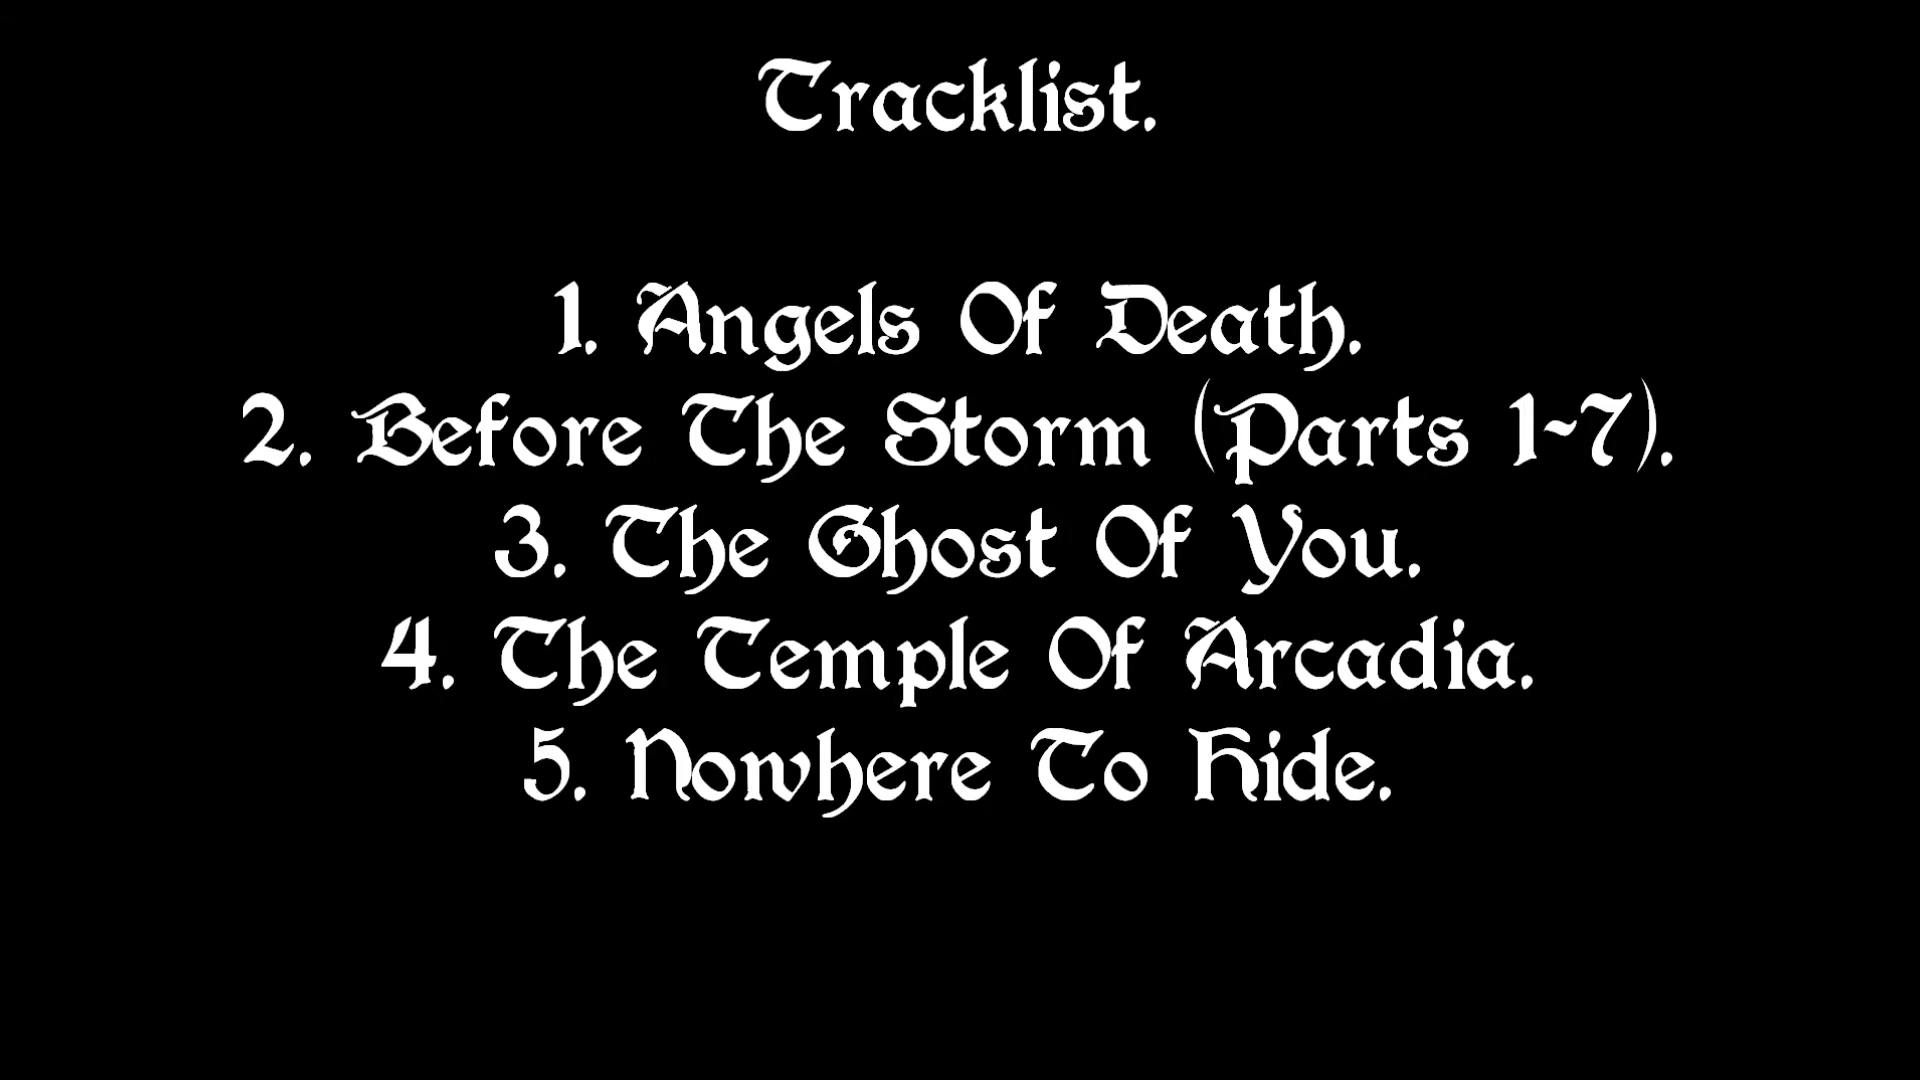 Tracklist.
1. Angels Of Death.
2. Before The Storm (Parts 1~7).
3. The Ghost Of You.
4. The Temple Of Arcadia.
5. Nowhere To Hide.